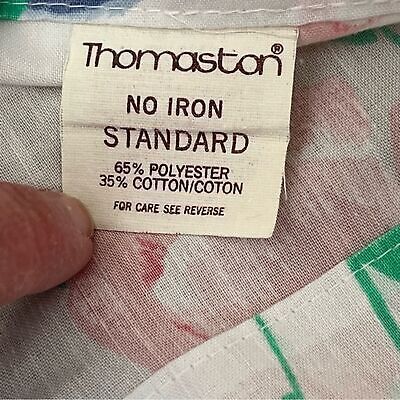 Thomaston®
NO IRON
STANDARD
65% POLYESTER
35% COTTON/COTON
FOR CARE SEE REVERSE